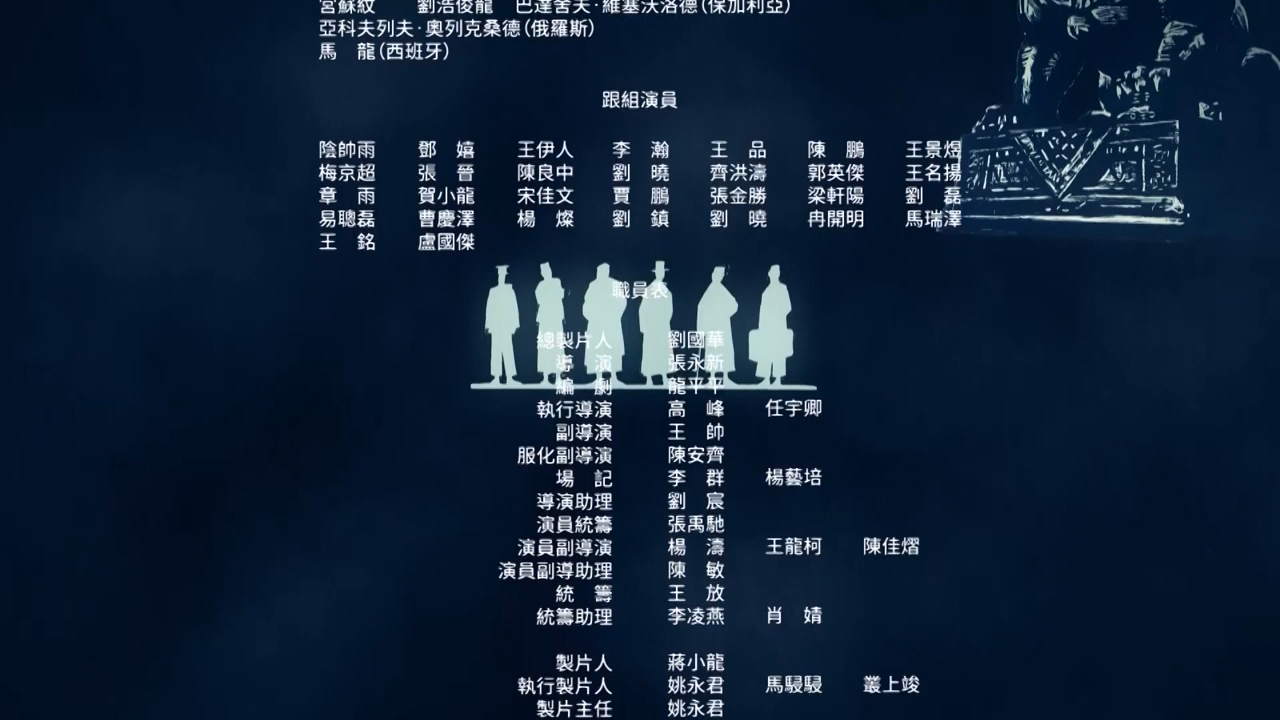 宮蘇紋 劉浩俊龍 巴達舍夫·維塞沃洛德(保加利亞)
亞科夫列夫·奧列克桑德(俄羅斯)
馬 龍(西班牙)
跟組演員
陰帥雨 鄧 嬉 王伊人 李 瀚 王 品 陳 鵬 王景煜
梅京超 張 晉 陳良中 劉 曉 齊洪濤 郭英傑 王名揚
章 雨 賀小龍 宋佳文 賈 鵬 張金勝 梁軒陽 劉 磊
易聰磊 曹慶澤 楊 燦 劉 鎮 劉 曉 冉開明 馬瑞澤
王 銘 盧國傑
職員表
總製片人 劉國華
導 演 張永新
編 劇 龍平平
執行導演 高 峰 任宇卿
副導演 王 帥
服化副導演 陳安齊
場 記 李 群 楊藝培
導演助理 劉 宸
演員統籌 張禹馳
演員副導演 楊 濤 王龍柯 陳佳熠
演員副導助理 陳 敏
統 籌 王 放
統籌助理 李凌燕 肖 婧
製片人 蔣小龍
執行製片人 姚永君 馬駸駸 叢上竣
製片主任 姚永君